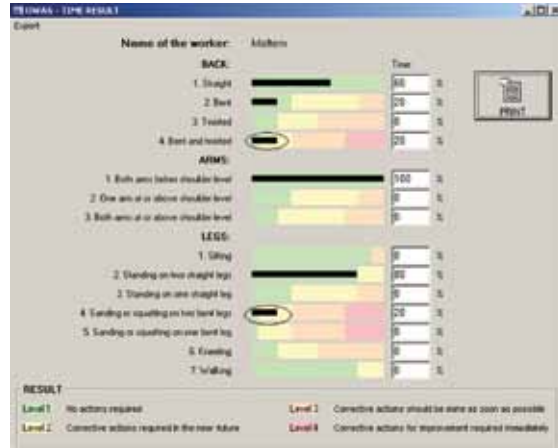 OWAS - TIME RESULT
Export
Name of the worker:
BACK: Time
1. Straight 60 %
2. Bent 20 %
3. Twisted 0 %
4. Bent and twisted 20 %
PRINT
ARMS:
1. Both arms below shoulder level 100 %
2. One arm at or above shoulder level 0 %
3. Both arms at or above shoulder level 0 %
LEGS:
1. Sitting 0 %
2. Standing on two straight legs 80 %
3. Standing on one straight leg 0 %
4. Sanding or squatting on two bent legs 20 %
5. Sanding or squatting on one bent leg 0 %
6. Kneeling 0 %
7. Walking 0 %
RESULT
Level 1 No actions required
Level 2 Corrective actions required in the near future
Level 3 Corrective actions should be done as soon as possible
Level 4 Corrective actions for improvement required immediately